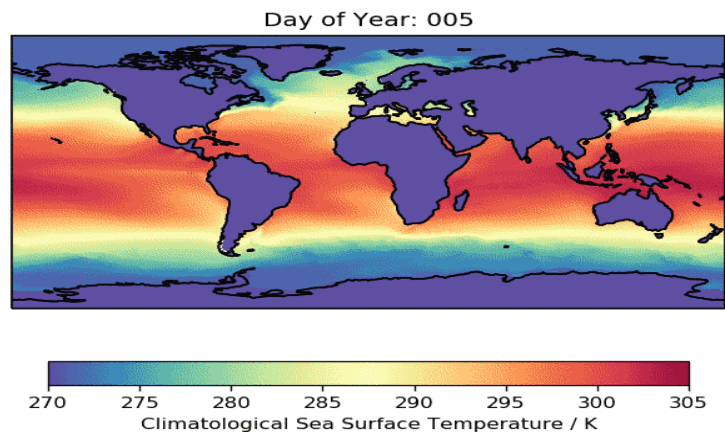 Day of Year: 005
270 275 280 285 290 295 300 305
Climatological Sea Surface Temperature / K